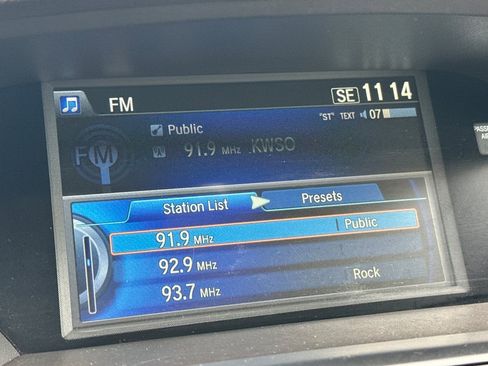 FM SE 11 14
"ST" TEXT 07
Public
FM 91.9 MHz KWSO
Station List Presets
91.9 MHz Public
92.9 MHz
93.7 MHz Rock